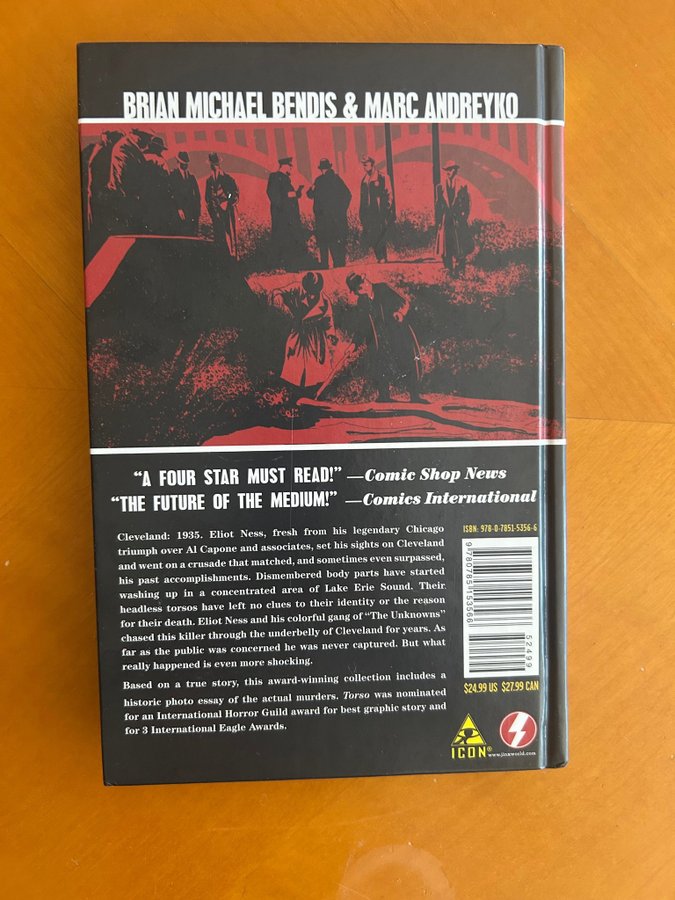 BRIAN MICHAEL BENDIS & MARC ANDREYKO
“A FOUR STAR MUST READ!” —Comic Shop News
“THE FUTURE OF THE MEDIUM!” —Comics International
Cleveland: 1935. Eliot Ness, fresh from his legendary Chicago
triumph over Al Capone and associates, set his sights on Cleveland
and went on a crusade that matched, and sometimes even surpassed,
his past accomplishments. Dismembered body parts have started
washing up in a concentrated area of Lake Erie Sound. Their
headless torsos have left no clues to their identity or the reason
for their death. Eliot Ness and his colorful gang of “The Unknowns”
chased this killer through the underbelly of Cleveland for years. As
far as the public was concerned he was never captured. But what
really happened is even more shocking.
Based on a true story, this award-winning collection includes a
historic photo essay of the actual murders. Torso was nominated
for an International Horror Guild award for best graphic story and
for 3 International Eagle Awards.
ISBN: 978-0-7851-5356-6
9 780785 153566
52499
$24.99 US $27.99 CAN
ICON®
www.jinxworld.com